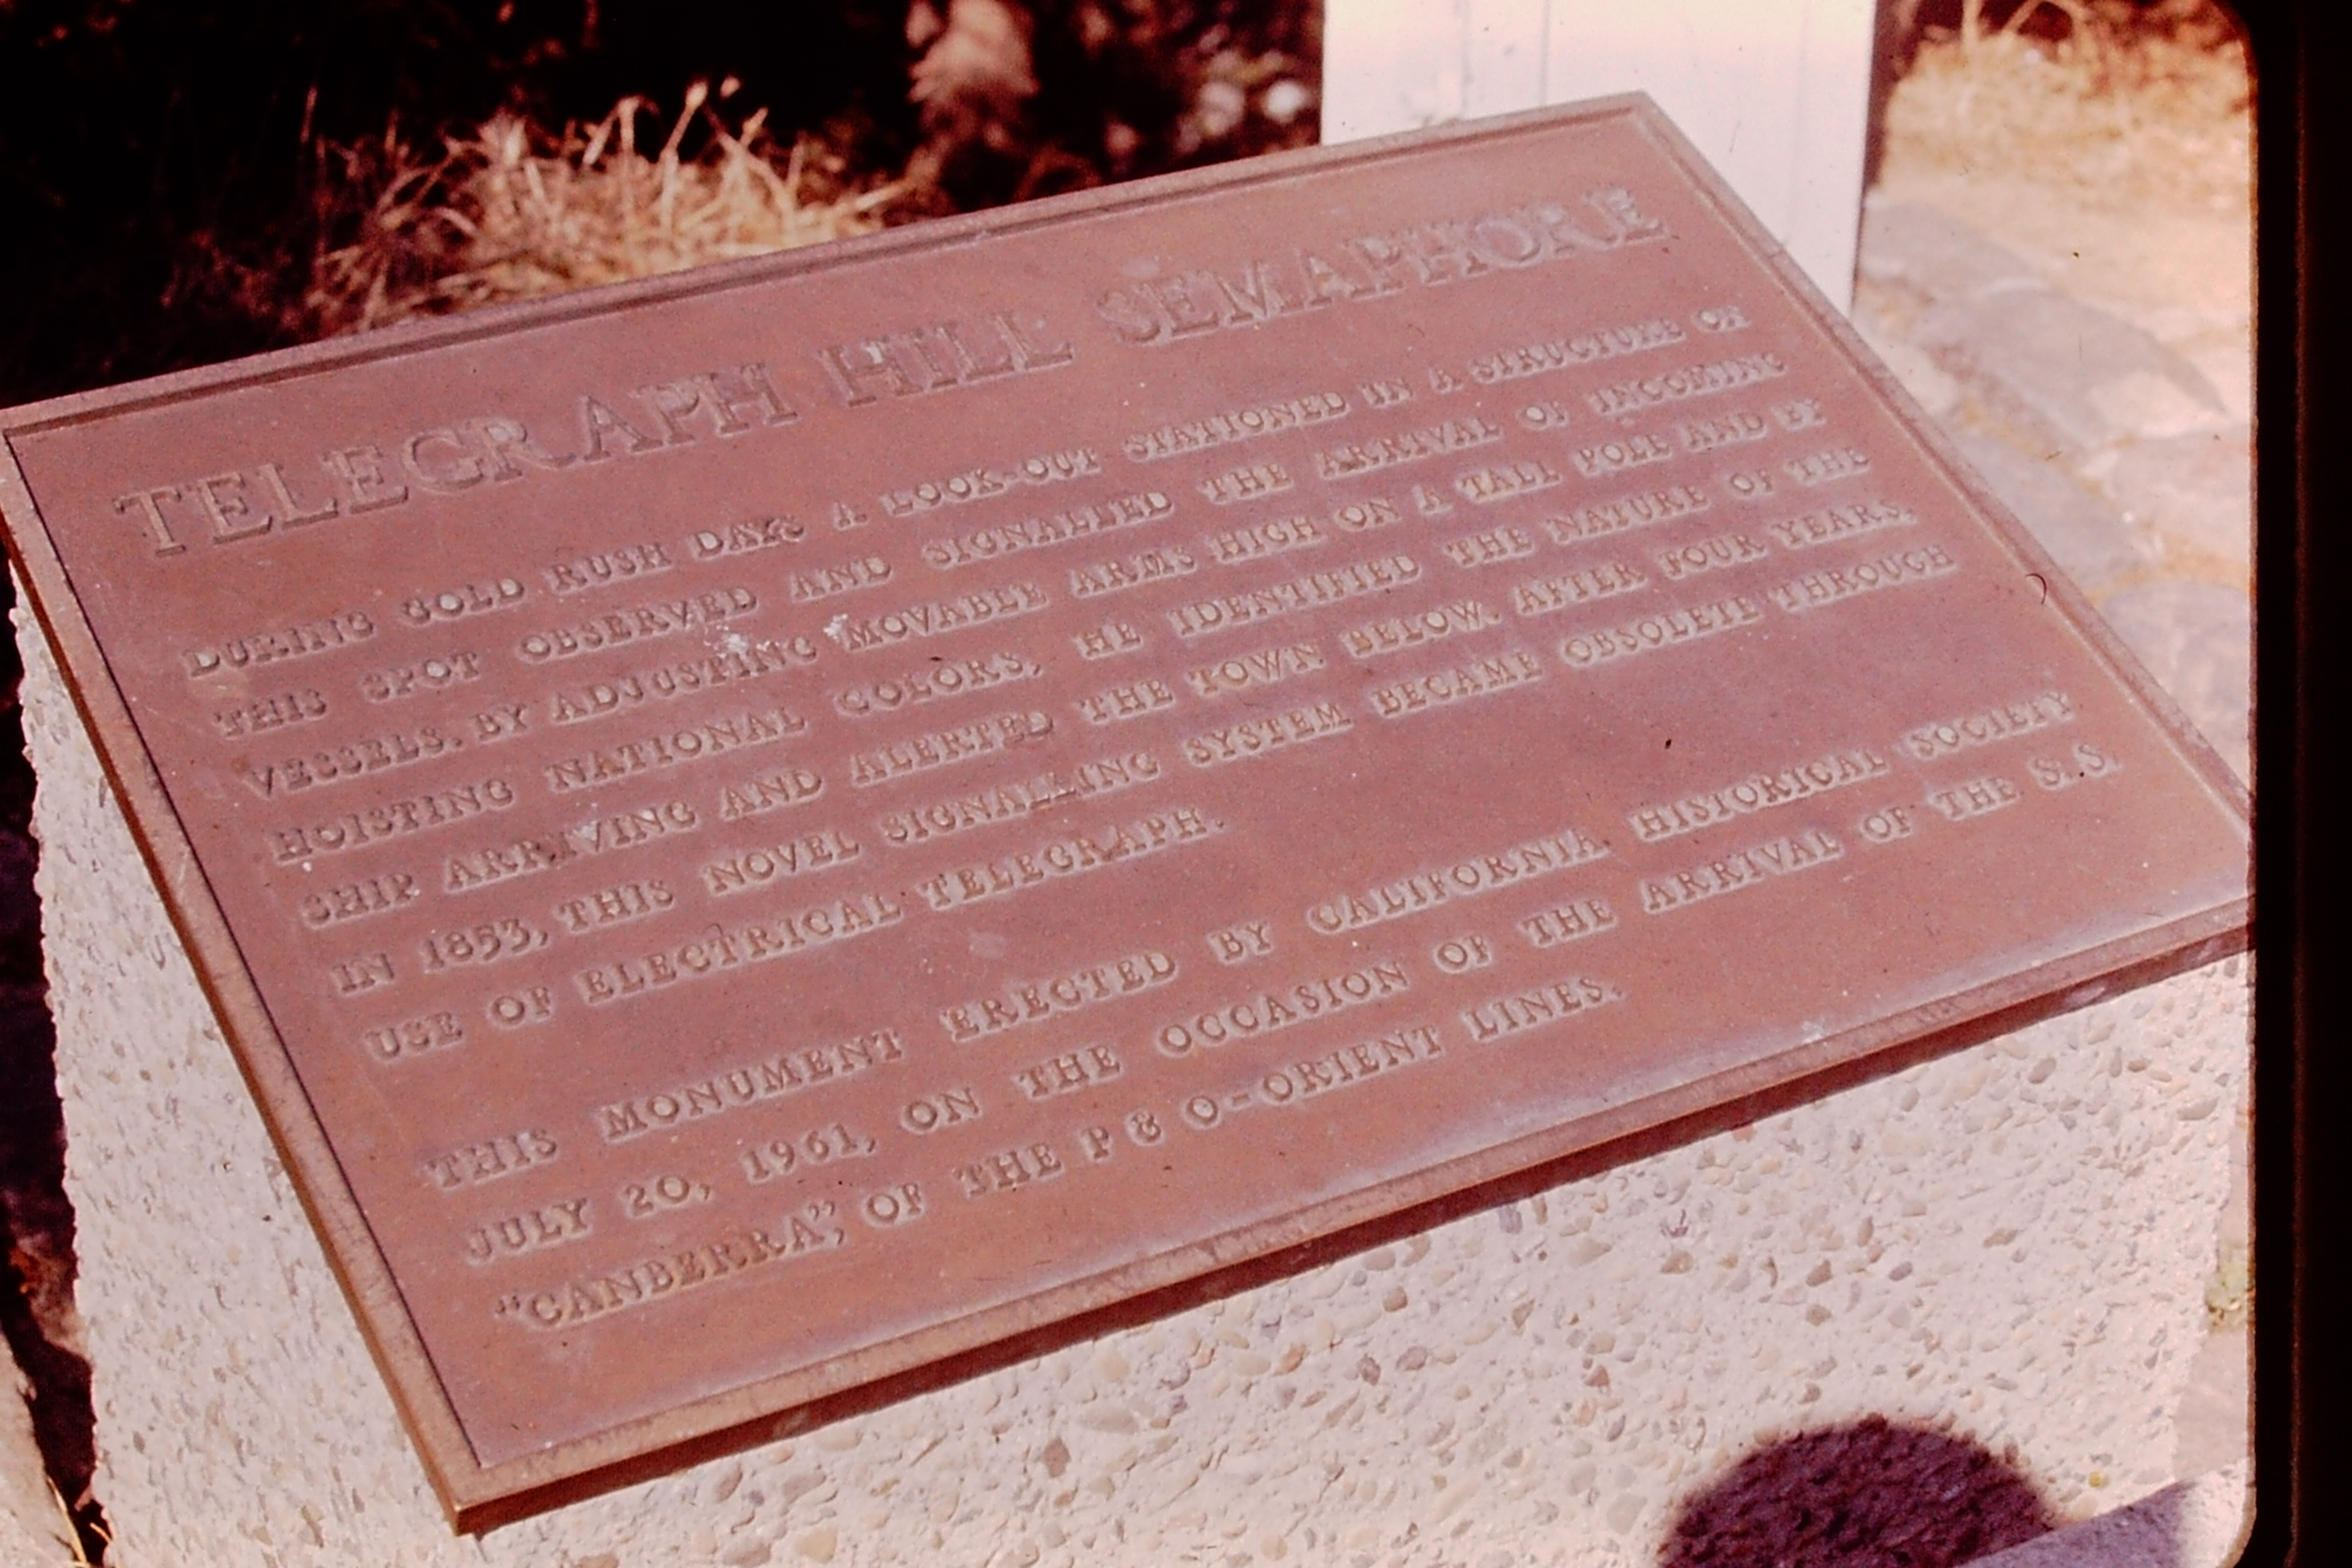 TELEGRAPH HILL SEMAPHORE
DURING GOLD RUSH DAYS A LOOK-OUT STATIONED IN A STRUCTURE ON
THIS SPOT OBSERVED AND SIGNALLED THE ARRIVAL OF INCOMING
VESSELS. BY ADJUSTING MOVABLE ARMS HIGH ON A TALL POLE AND BY
HOISTING NATIONAL COLORS, HE IDENTIFIED THE NATURE OF THE
SHIP ARRIVING AND ALERTED THE TOWN BELOW. AFTER FOUR YEARS,
IN 1853, THIS NOVEL SIGNALLING SYSTEM BECAME OBSOLETE THROUGH
USE OF ELECTRICAL TELEGRAPH.
THIS MONUMENT ERECTED BY CALIFORNIA HISTORICAL SOCIETY
JULY 20, 1961, ON THE OCCASION OF THE ARRIVAL OF THE S.S.
"CANBERRA", OF THE P & O-ORIENT LINES.